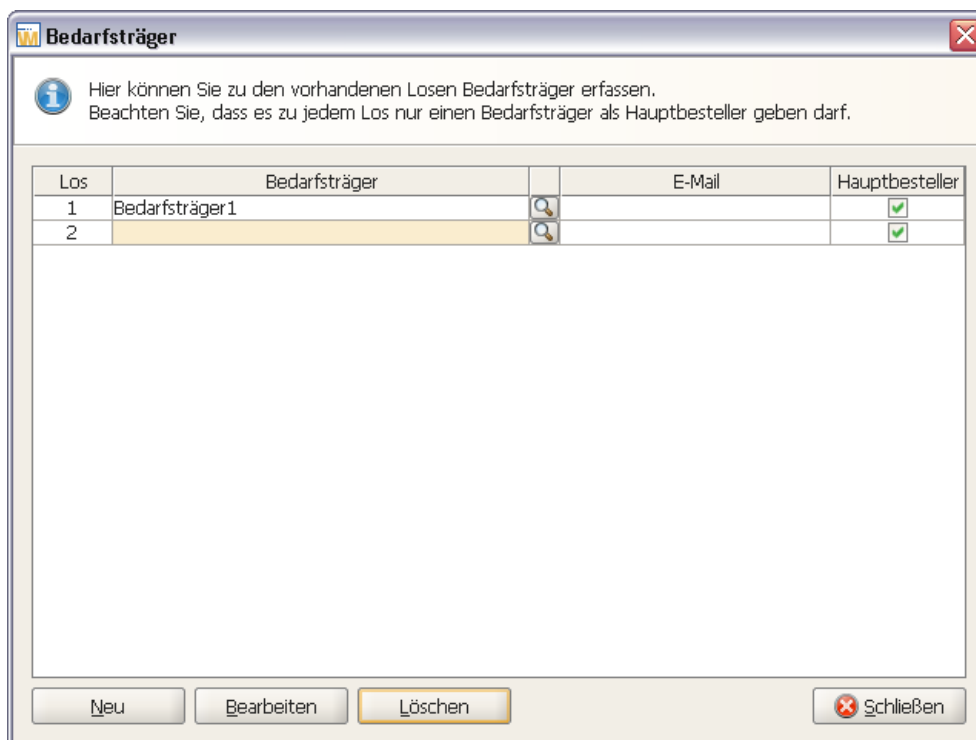 Bedarfsträger
Hier können Sie zu den vorhandenen Losen Bedarfsträger erfassen.
Beachten Sie, dass es zu jedem Los nur einen Bedarfsträger als Hauptbesteller geben darf.
Los Bedarfsträger E-Mail Hauptbesteller
1 Bedarfsträger1
2
Neu Bearbeiten Löschen Schließen